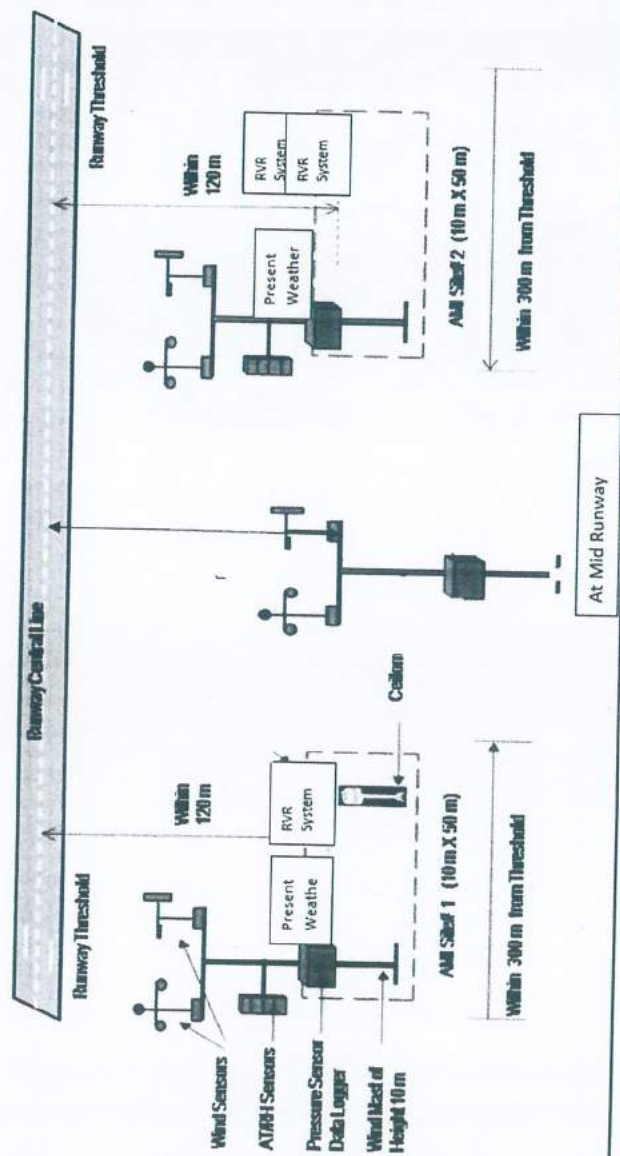 Runway Central Line
Runway Threshold
Runway Threshold
Within
120 m
Within
120 m
Wind Sensors
AT/RH Sensors
Pressure Sensor
Data Logger
Wind Mast of
Height 10 m
Present
Weathe
RVR
System
Ceilom
AMI Site# 1 (10 m X 50 m)
Within 300 m from Threshold
r
At Mid Runway
Present
Weather
RVR
System
RVR
System
AMI Site# 2 (10 m X 50 m)
Within 300 m from Threshold